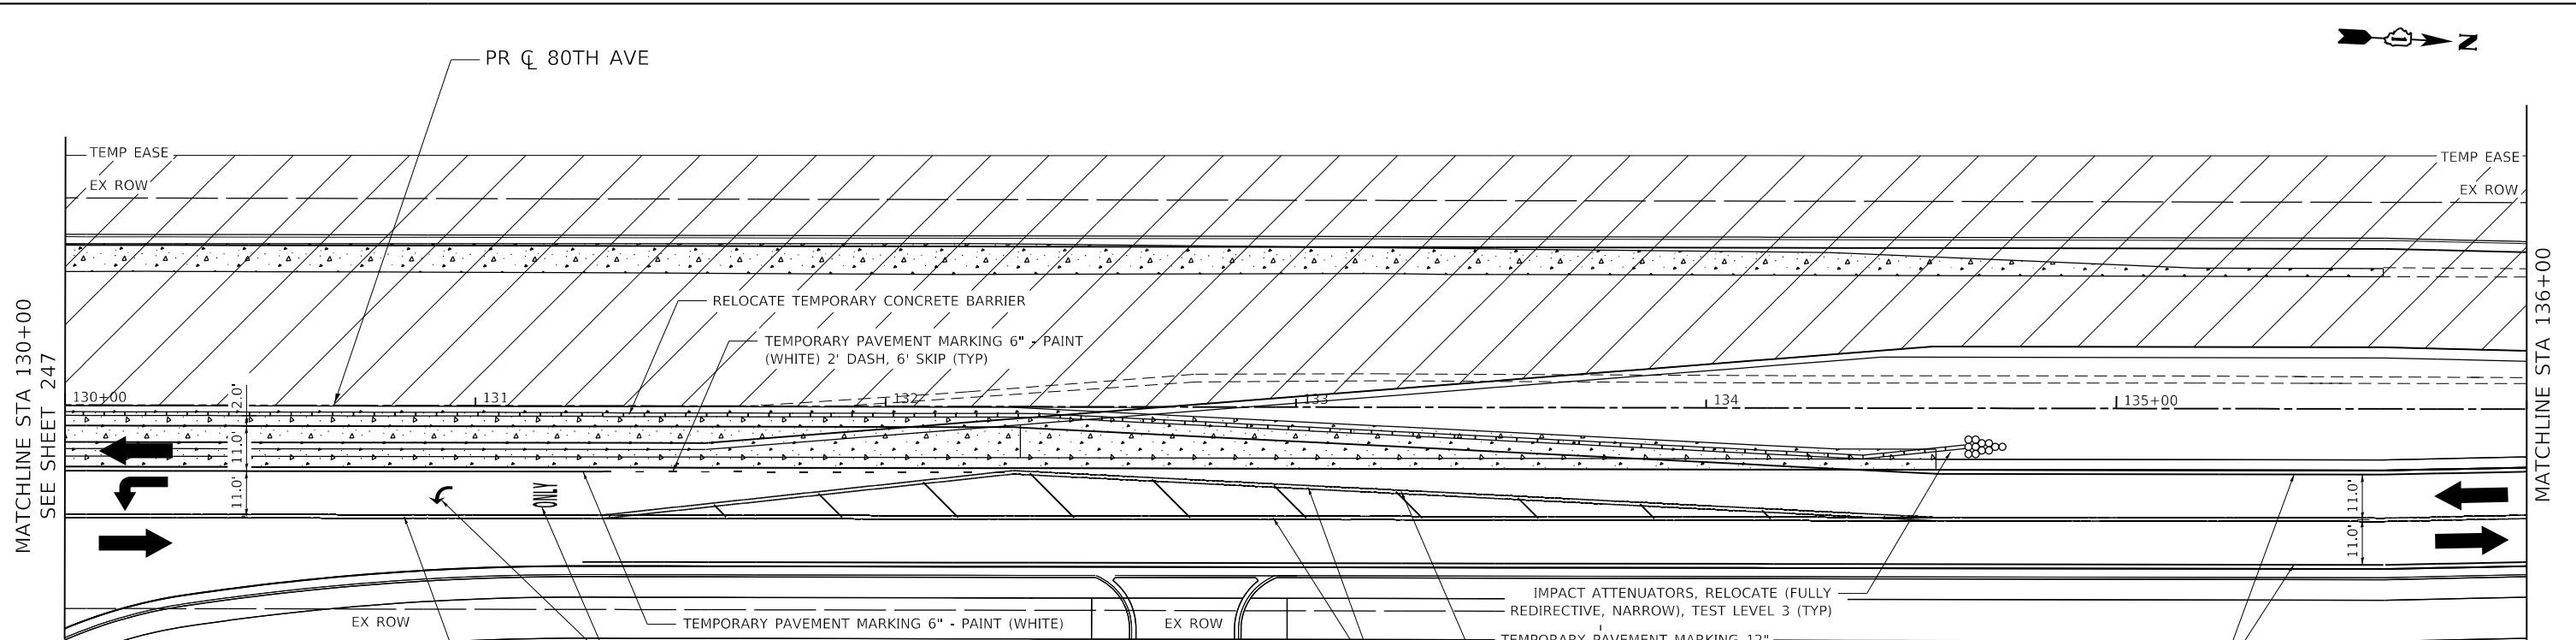 PR ℄ 80TH AVE
N
TEMP EASE
TEMP EASE
EX ROW
EX ROW
RELOCATE TEMPORARY CONCRETE BARRIER
TEMPORARY PAVEMENT MARKING 6" - PAINT
(WHITE) 2' DASH, 6' SKIP (TYP)
MATCHLINE STA 130+00
SEE SHEET 247
MATCHLINE STA 136+00
130+00
131
132
133
134
135+00
2.0'
11.0'
11.0'
ONLY
11.0'
11.0'
IMPACT ATTENUATORS, RELOCATE (FULLY
REDIRECTIVE, NARROW), TEST LEVEL 3 (TYP)
EX ROW
TEMPORARY PAVEMENT MARKING 6" - PAINT (WHITE)
EX ROW
TEMPORARY PAVEMENT MARKING 12"